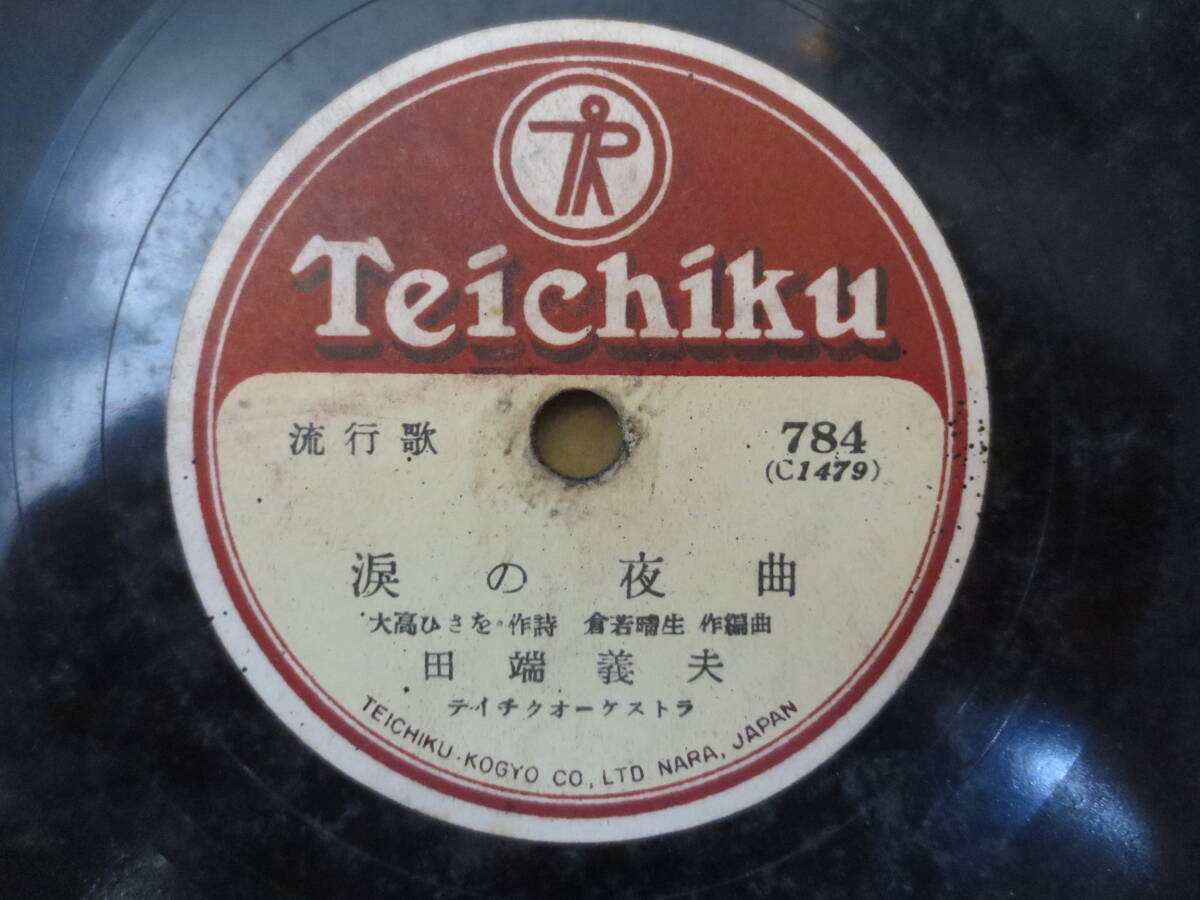 Teichiku
流行歌 784
(C1479)
涙の夜曲
大高ひさを・作詩 倉若晴生 作編曲
田端義夫
テイチクオーケストラ
TEICHIKU・KOGYO CO., LTD NARA, JAPAN